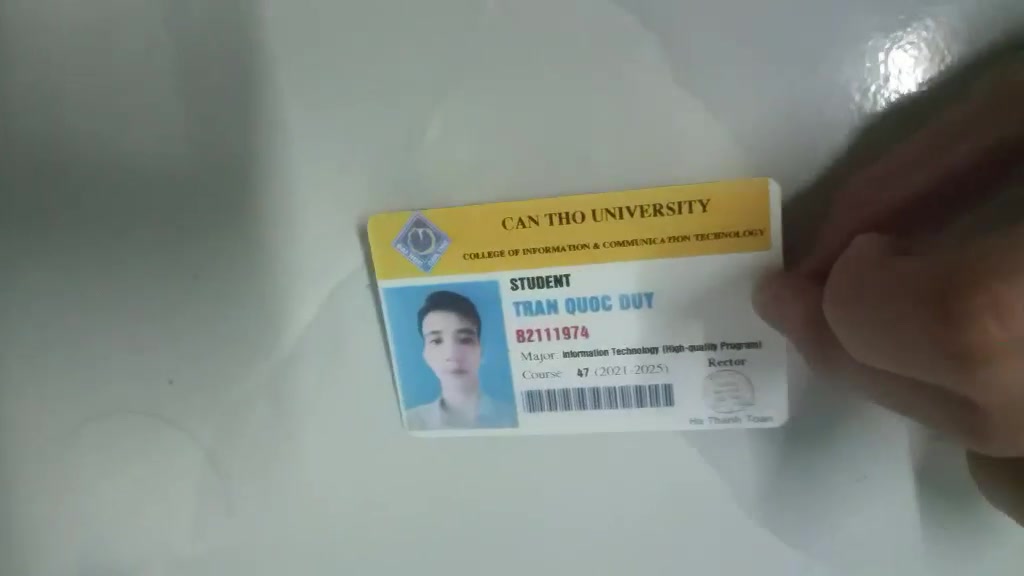 CAN THO UNIVERSITY
COLLEGE OF INFORMATION & COMMUNICATION TECHNOLOGY
STUDENT
TRAN QUOC DUY
B2111974
Major: Information Technology (High-quality Program)
Course 47 (2021-2025)
Rector
Ha Thanh Toan